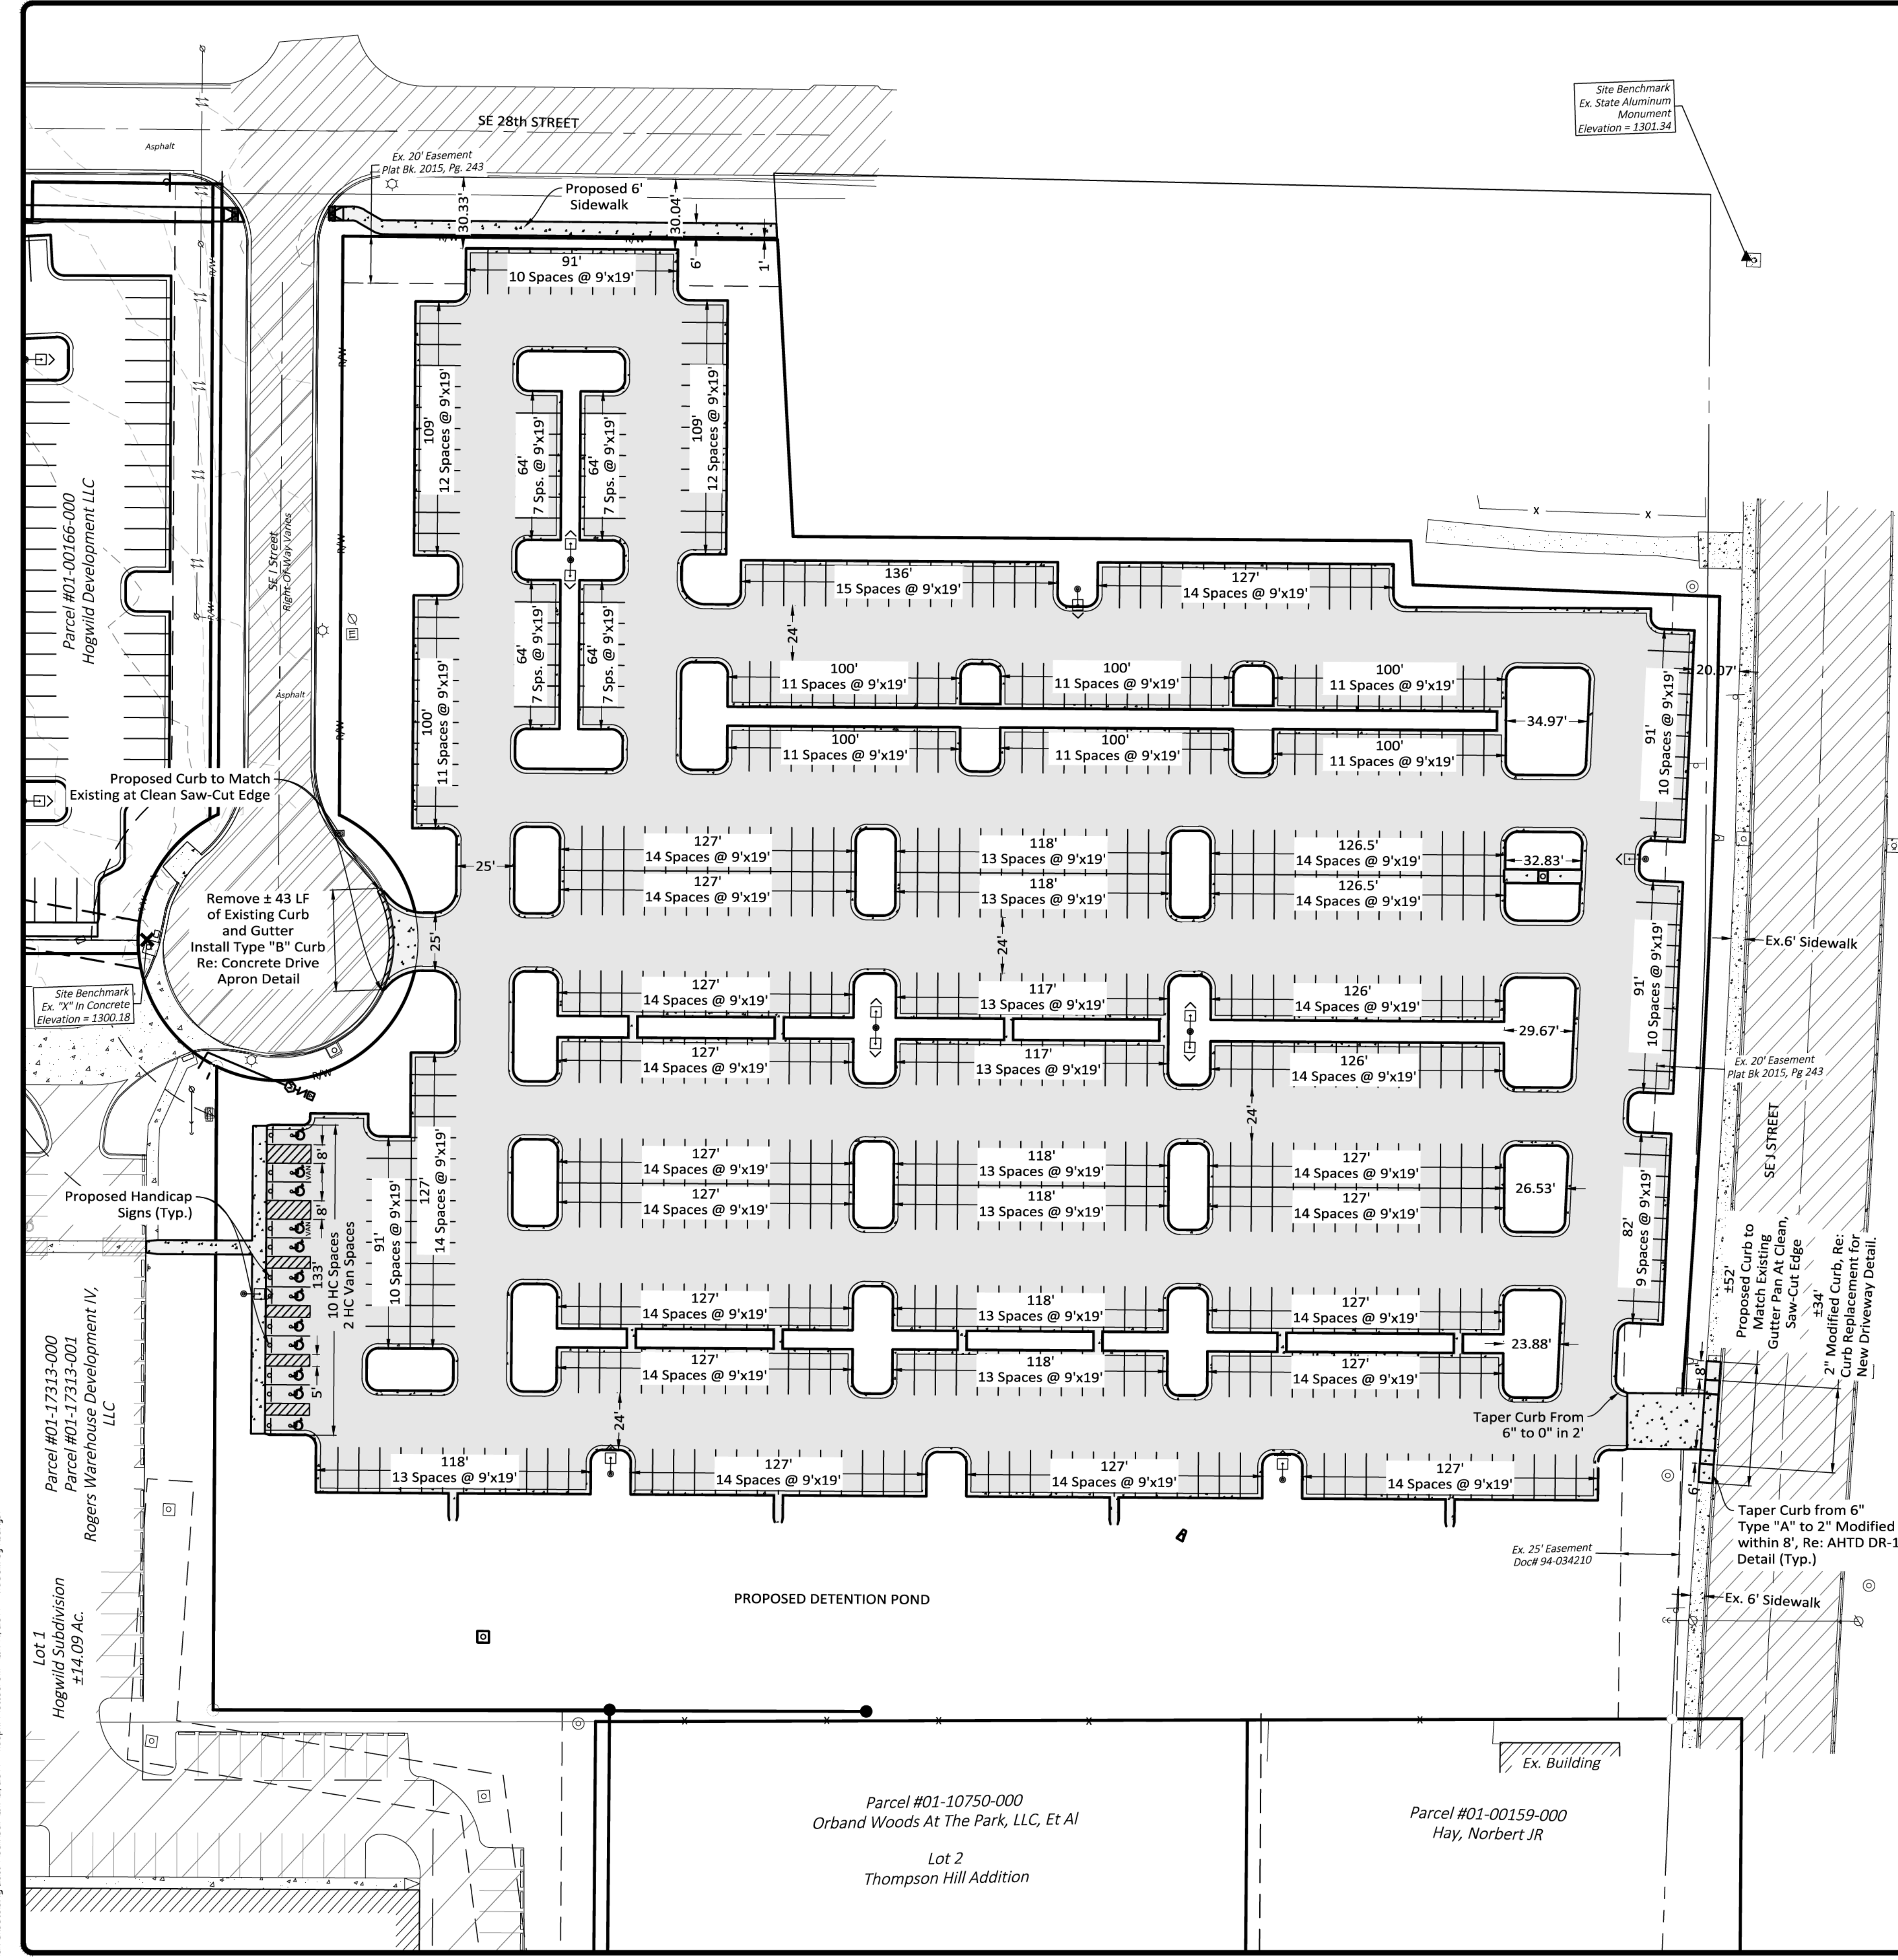 Site Benchmark
Ex. State Aluminum
Monument
Elevation = 1301.34
SE 28th STREET
Asphalt
Ex. 20' Easement
Plat Bk. 2015, Pg. 243
Proposed 6'
Sidewalk
30.33'
30.04'
6'
1'
91'
10 Spaces @ 9'x19'
109'
12 Spaces @ 9'x19'
109'
12 Spaces @ 9'x19'
64'
7 Sps. @ 9'x19'
64'
7 Sps. @ 9'x19'
64'
7 Sps. @ 9'x19'
64'
7 Sps. @ 9'x19'
R/W
R/W
R/W
R/W
R/W
Parcel #01-00166-000
Hogwild Development LLC
SE I Street
Right-Of-Way Varies
Asphalt
E
136'
15 Spaces @ 9'x19'
127'
14 Spaces @ 9'x19'
24'
100'
11 Spaces @ 9'x19'
100'
11 Spaces @ 9'x19'
100'
11 Spaces @ 9'x19'
100
11 Spaces @ 9'x19'
34.97'
100'
11 Spaces @ 9'x19'
100'
11 Spaces @ 9'x19'
100'
11 Spaces @ 9'x19'
20.07'
91'
10 Spaces @ 9'x19'
Proposed Curb to Match
Existing at Clean Saw-Cut Edge
25'
127'
14 Spaces @ 9'x19'
127'
14 Spaces @ 9'x19'
118'
13 Spaces @ 9'x19'
118'
13 Spaces @ 9'x19'
126.5'
14 Spaces @ 9'x19'
126.5'
14 Spaces @ 9'x19'
32.83'
Remove ± 43 LF
of Existing Curb
and Gutter
Install Type "B" Curb
Re: Concrete Drive
Apron Detail
25'
24'
Ex.6' Sidewalk
91'
10 Spaces @ 9'x19'
Site Benchmark
Ex. "X" In Concrete
Elevation = 1300.18
127'
14 Spaces @ 9'x19'
117'
13 Spaces @ 9'x19'
126'
14 Spaces @ 9'x19'
29.67'
127'
14 Spaces @ 9'x19'
117'
13 Spaces @ 9'x19'
126'
14 Spaces @ 9'x19'
R/W
Ex. 20' Easement
Plat Bk 2015, Pg 243
24'
SE J STREET
Proposed Handicap
Signs (Typ.)
8'
VAN
8'
VAN
133'
10 HC Spaces
2 HC Van Spaces
5'
91'
10 Spaces @ 9'x19'
127'
14 Spaces @ 9'x19'
127'
14 Spaces @ 9'x19'
127'
14 Spaces @ 9'x19'
118'
13 Spaces @ 9'x19'
118'
13 Spaces @ 9'x19'
127'
14 Spaces @ 9'x19'
127'
14 Spaces @ 9'x19'
26.53'
82'
9 Spaces @ 9'x19'
±52'
Proposed Curb to
Match Existing
Gutter Pan At Clean,
Saw-Cut Edge
±34'
2" Modified Curb, Re:
Curb Replacement for
New Driveway Detail.
127'
14 Spaces @ 9'x19'
118'
13 Spaces @ 9'x19'
127'
14 Spaces @ 9'x19'
23.88'
127'
14 Spaces @ 9'x19'
118'
13 Spaces @ 9'x19'
127'
14 Spaces @ 9'x19'
8'
24'
Taper Curb From
6" to 0" in 2'
118'
13 Spaces @ 9'x19'
127'
14 Spaces @ 9'x19'
127'
14 Spaces @ 9'x19'
127'
14 Spaces @ 9'x19'
6'
Taper Curb from 6"
Type "A" to 2" Modified
within 8', Re: AHTD DR-1
Detail (Typ.)
Ex. 25' Easement
Doc# 94-034210
Ex. 6' Sidewalk
Parcel #01-17313-000
Parcel #01-17313-001
Rogers Warehouse Development IV,
LLC
Lot 1
Hogwild Subdivision
±14.09 Ac.
PROPOSED DETENTION POND
Ex. Building
Parcel #01-10750-000
Orband Woods At The Park, LLC, Et Al
Lot 2
Thompson Hill Addition
Parcel #01-00159-000
Hay, Norbert JR